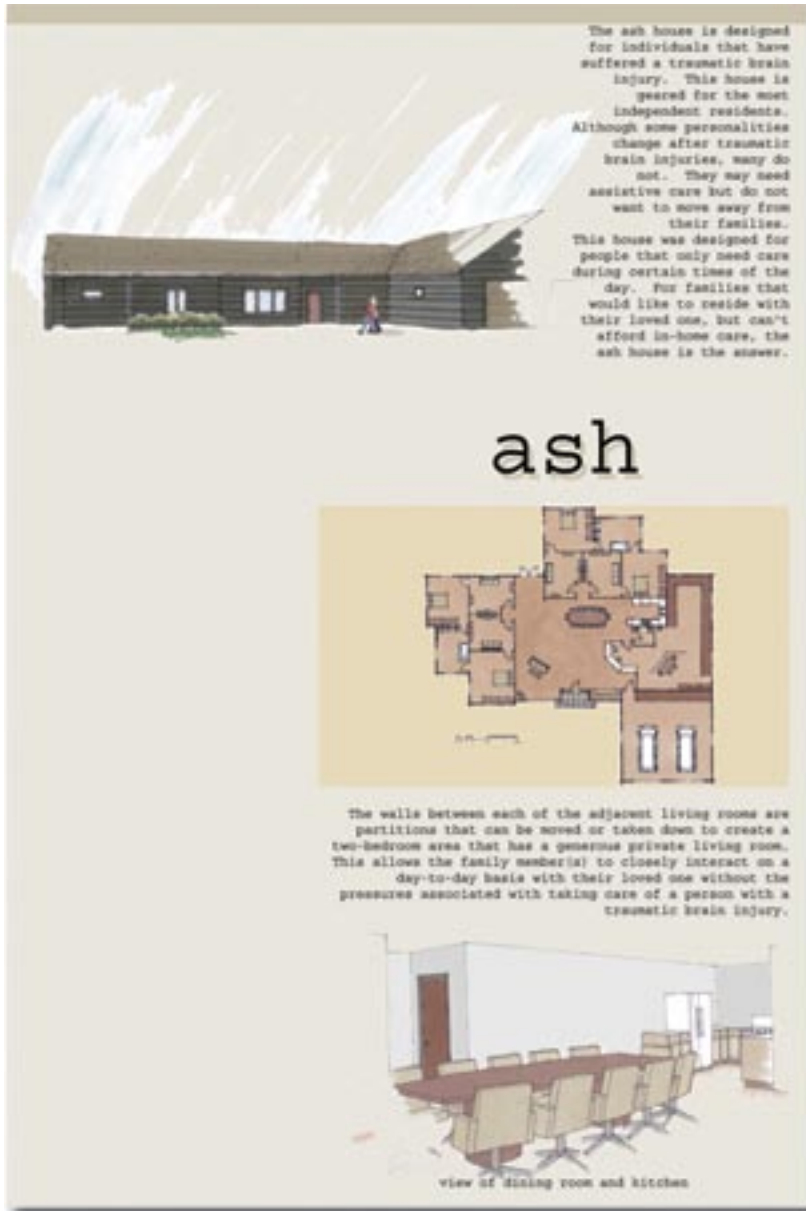 The ash house is designed
for individuals that have
suffered a traumatic brain
injury. This house is
geared for the most
independent residents.
Although some personalities
change after traumatic
brain injuries, many do
not. They may need
assistive care but do not
want to move away from
their families.
This house was designed for
people that only need care
during certain times of the
day. For families that
would like to reside with
their loved one, but can't
afford in-home care, the
ash house is the answer.
ash
The walls between each of the adjacent living rooms are
partitions that can be moved or taken down to create a
two-bedroom area that has a generous private living room.
This allows the family member(s) to closely interact on a
day-to-day basis with their loved one without the
pressures associated with taking care of a person with a
traumatic brain injury.
view of dining room and kitchen